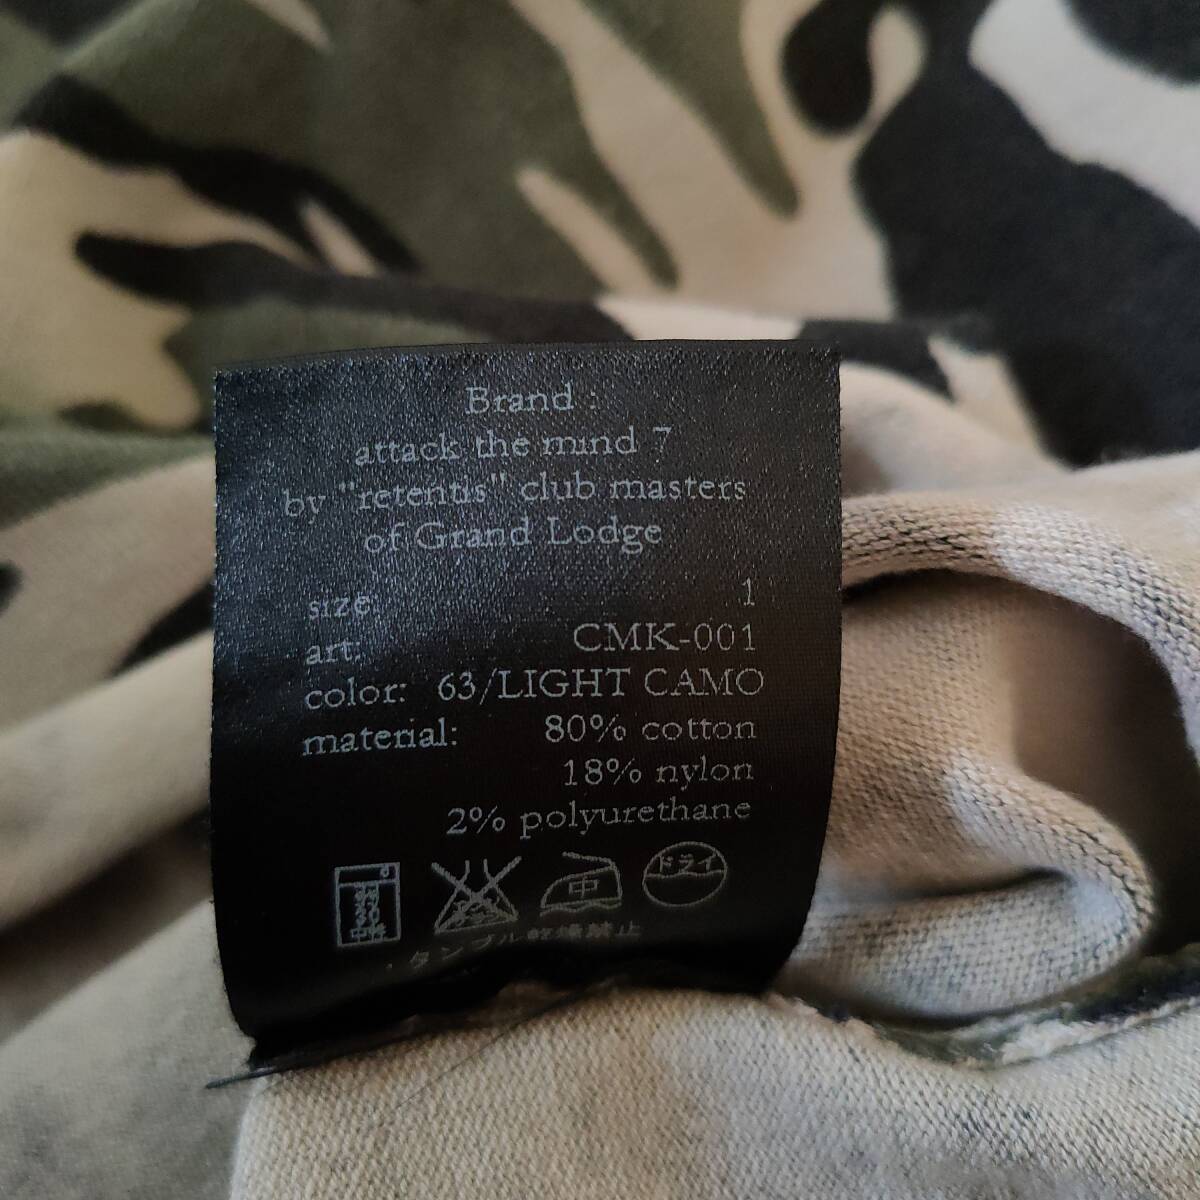 Brand :
attack the mind 7
by "retentis" club masters
of Grand Lodge
size: 1
art: CMK-001
color: 63/LIGHT CAMO
material: 80% cotton
18% nylon
2% polyurethane
中 ドライ
中性
・タンブル乾燥禁止